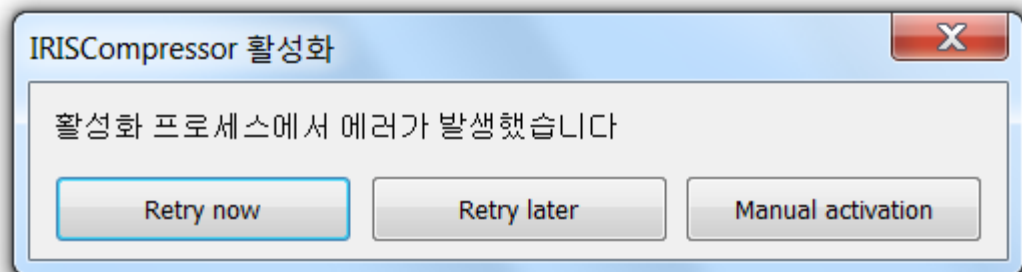 IRISCompressor 활성화
활성화 프로세스에서 에러가 발생했습니다
Retry now Retry later Manual activation